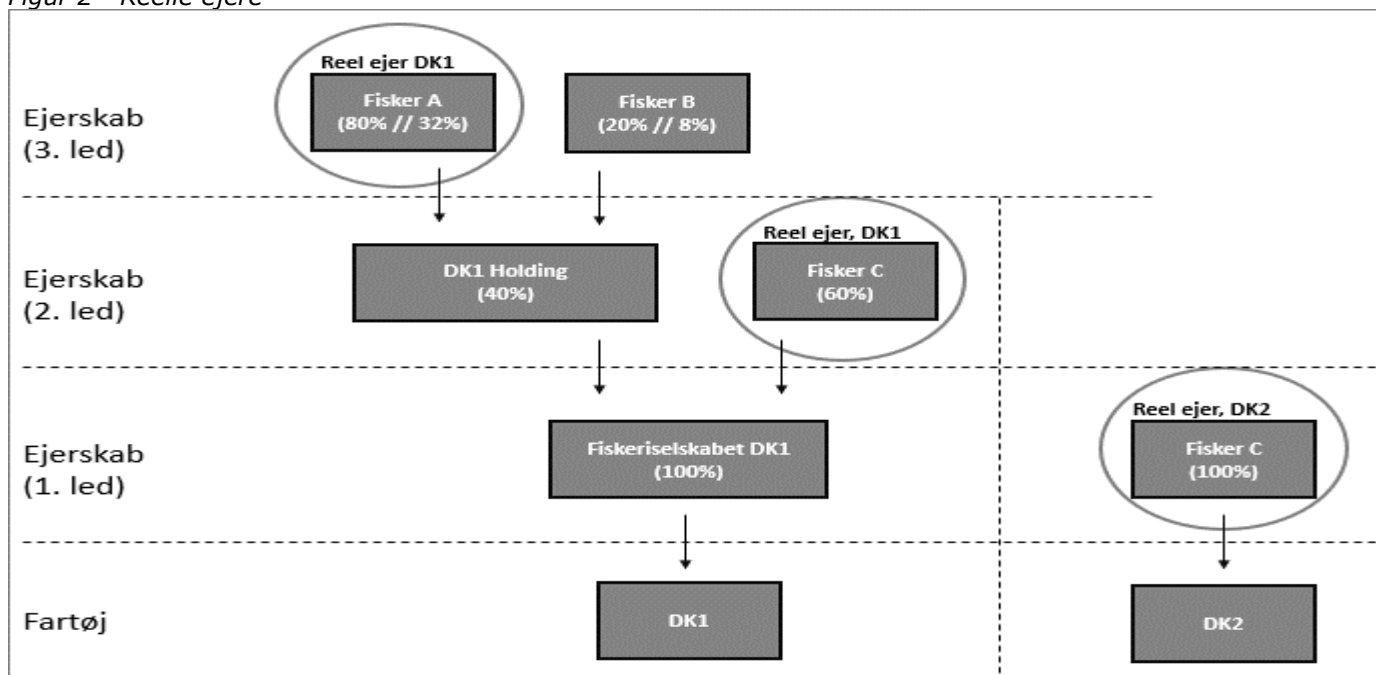 Figur 2 - Reelle ejere
Reel ejer DK1
Fisker A
(80% // 32%)
Fisker B
(20% // 8%)
Ejerskab
(3. led)
Reel ejer, DK1
DK1 Holding
(40%)
Fisker C
(60%)
Ejerskab
(2. led)
Reel ejer, DK2
Fiskeriselskabet DK1
(100%)
Fisker C
(100%)
Ejerskab
(1. led)
Fartøj
DK1
DK2